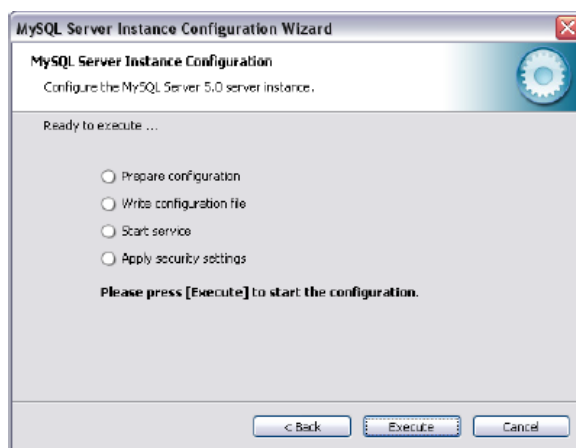 MySQL Server Instance Configuration Wizard
MySQL Server Instance Configuration
Configure the MySQL Server 5.0 server instance.
Ready to execute ...
Prepare configuration
Write configuration file
Start service
Apply security settings
Please press [Execute] to start the configuration.
< Back
Execute
Cancel